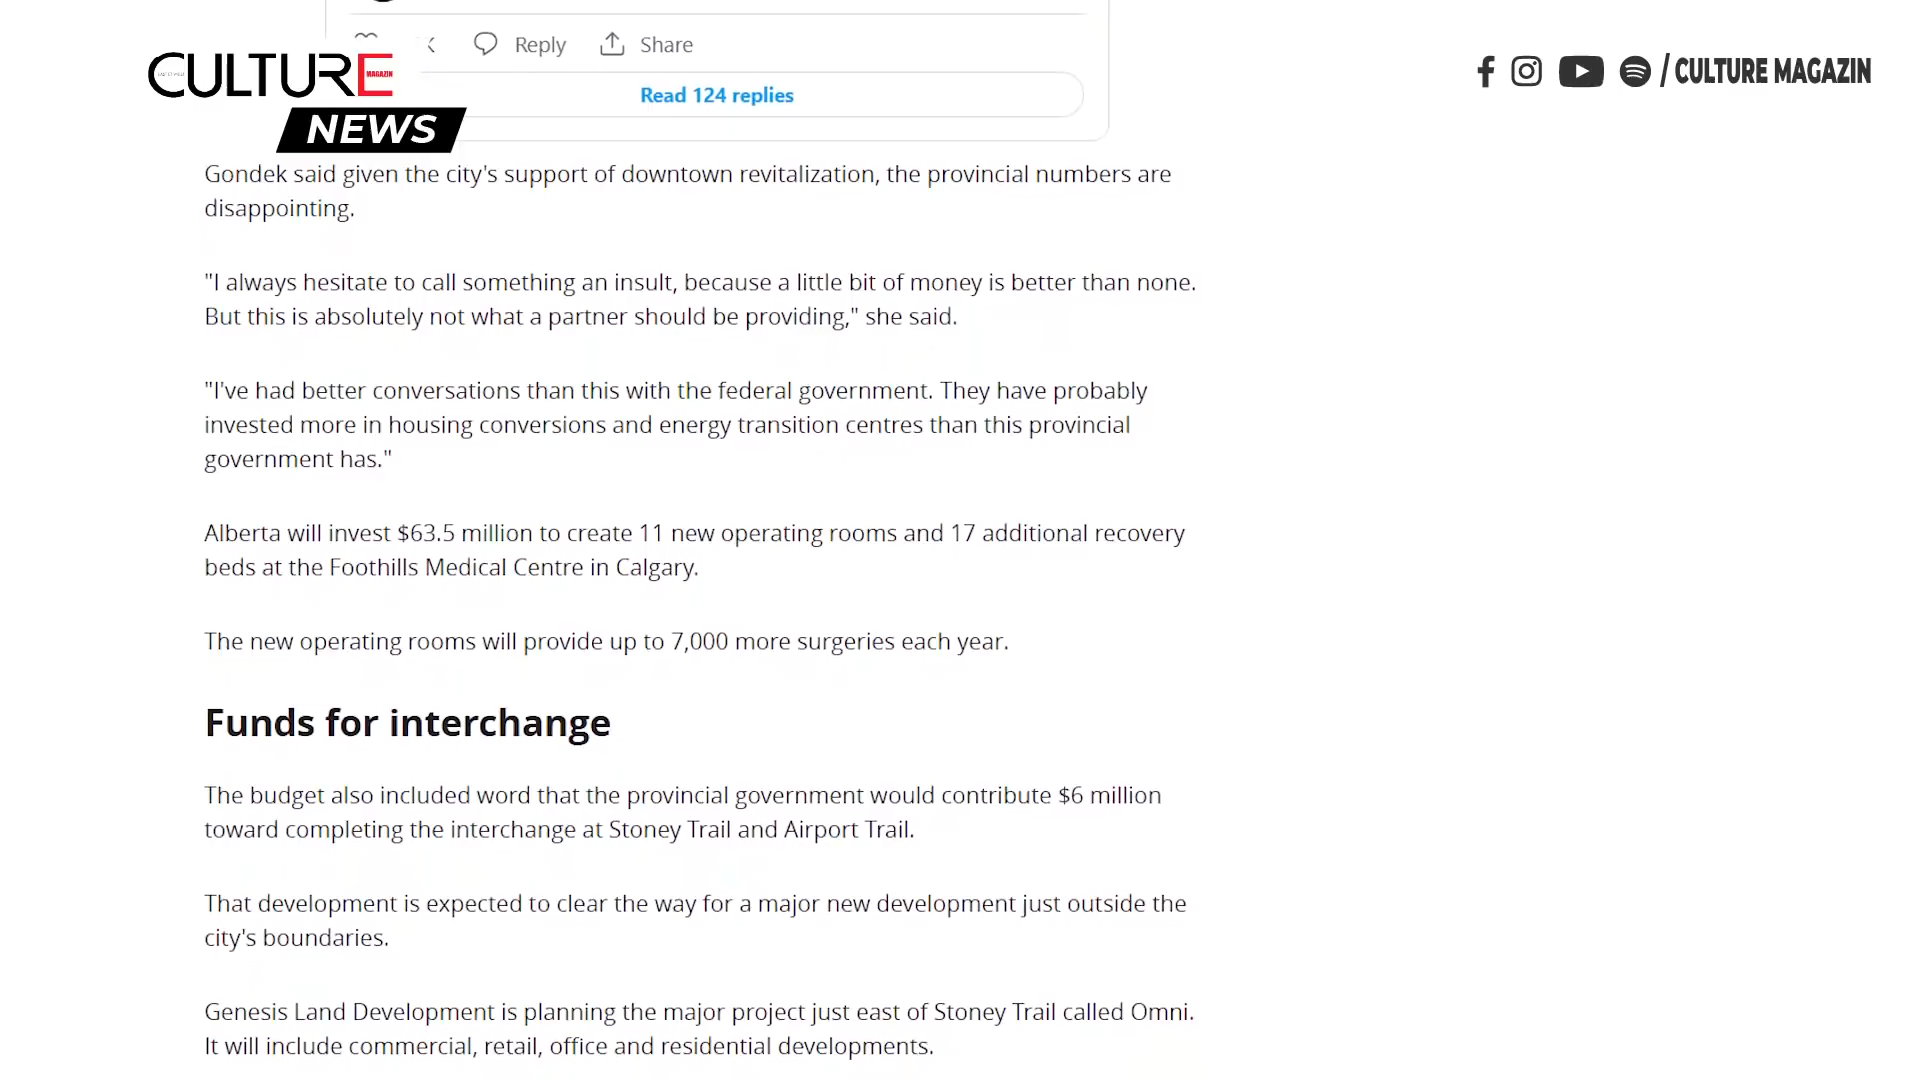 Reply
Share
CULTURE
MAGAZIN
/ CULTURE MAGAZIN
Read 124 replies
NEWS
Gondek said given the city's support of downtown revitalization, the provincial numbers are
disappointing.
"I always hesitate to call something an insult, because a little bit of money is better than none.
But this is absolutely not what a partner should be providing," she said.
"I've had better conversations than this with the federal government. They have probably
invested more in housing conversions and energy transition centres than this provincial
government has."
Alberta will invest $63.5 million to create 11 new operating rooms and 17 additional recovery
beds at the Foothills Medical Centre in Calgary.
The new operating rooms will provide up to 7,000 more surgeries each year.
Funds for interchange
The budget also included word that the provincial government would contribute $6 million
toward completing the interchange at Stoney Trail and Airport Trail.
That development is expected to clear the way for a major new development just outside the
city's boundaries.
Genesis Land Development is planning the major project just east of Stoney Trail called Omni.
It will include commercial, retail, office and residential developments.